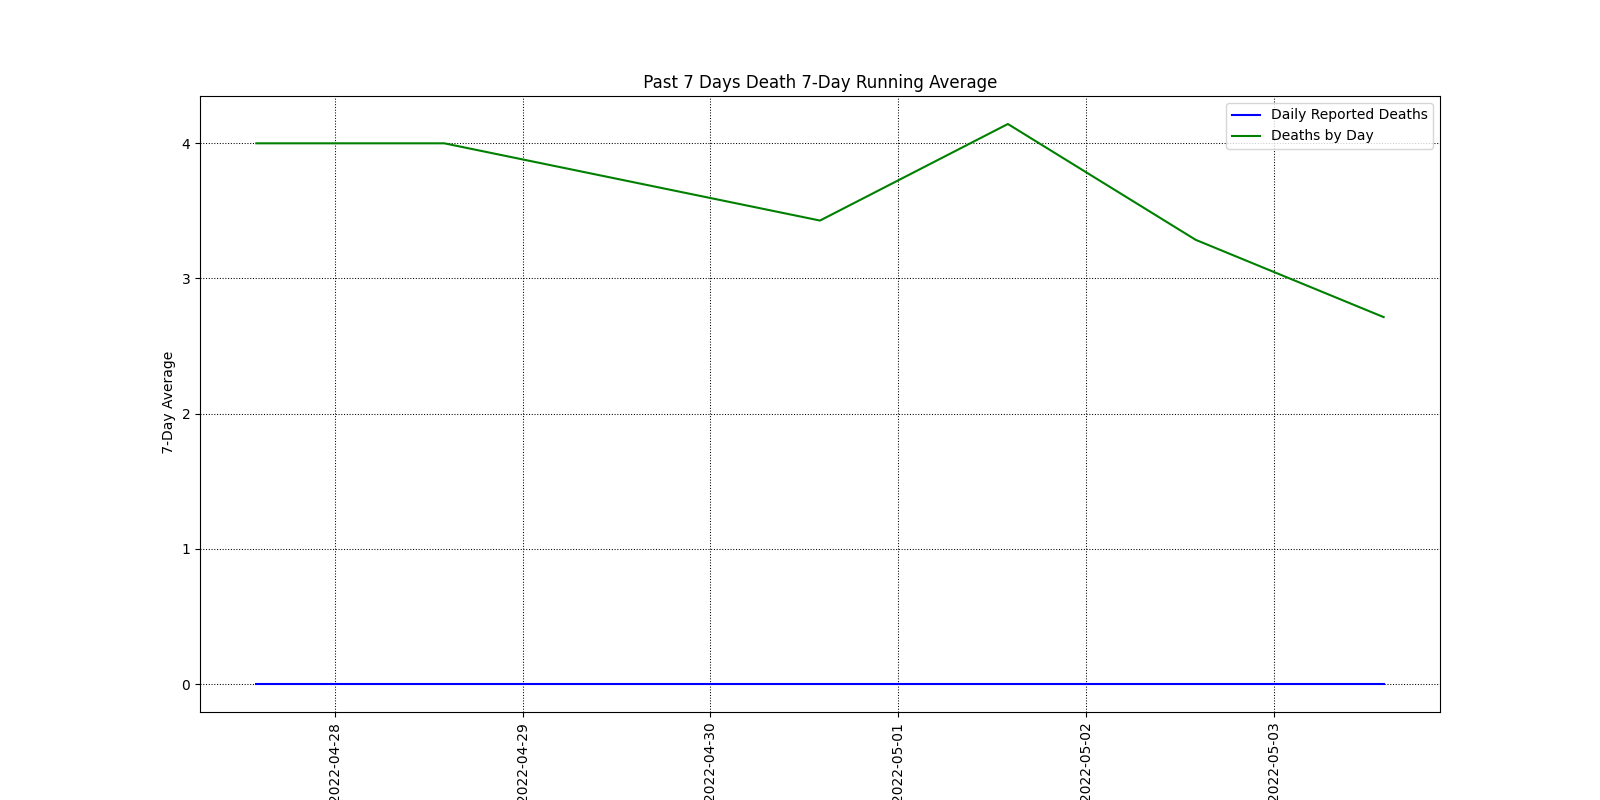 Past 7 Days Death 7-Day Running Average
Daily Reported Deaths
Deaths by Day
7-Day Average
4
3
2
1
0
2022-04-28
2022-04-29
2022-04-30
2022-05-01
2022-05-02
2022-05-03